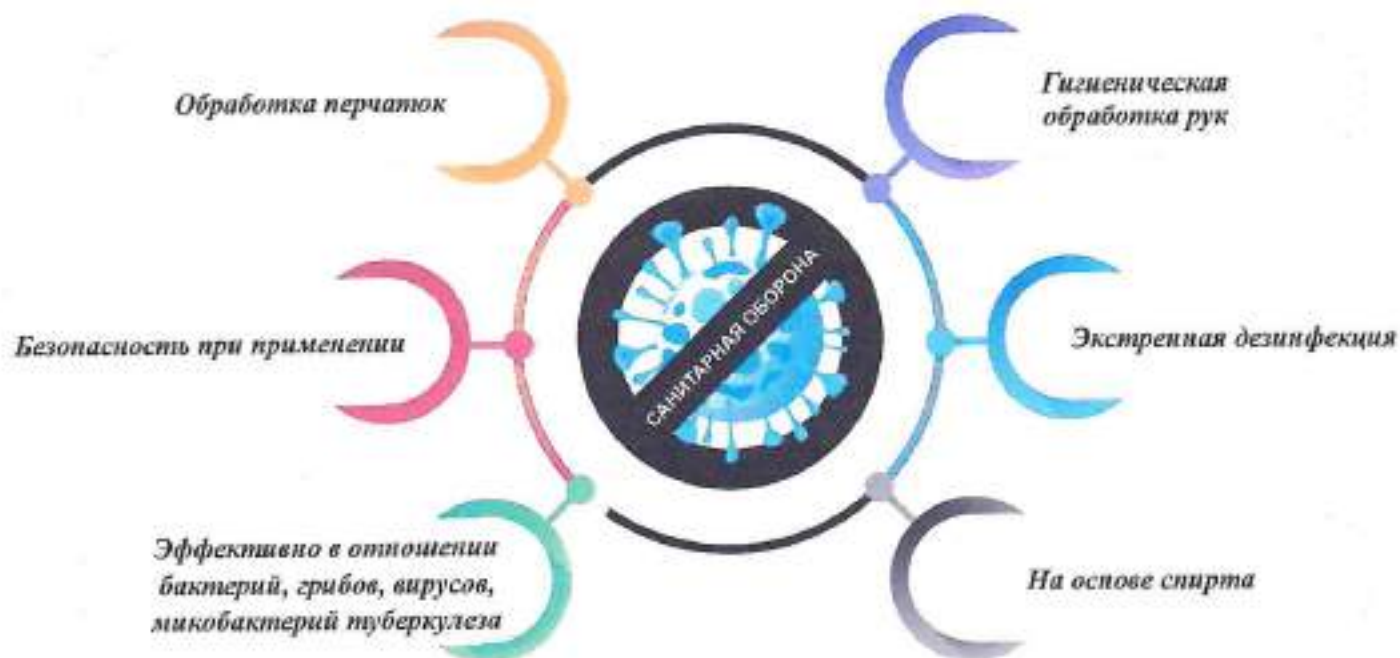 Обработка перчаток
Гигиеническая
обработка рук
Безопасность при применении
САНИТАРНАЯ ОБОРОНА
Экстренная дезинфекция
Эффективно в отношении
бактерий, грибов, вирусов,
микобактерий туберкулеза
На основе спирта